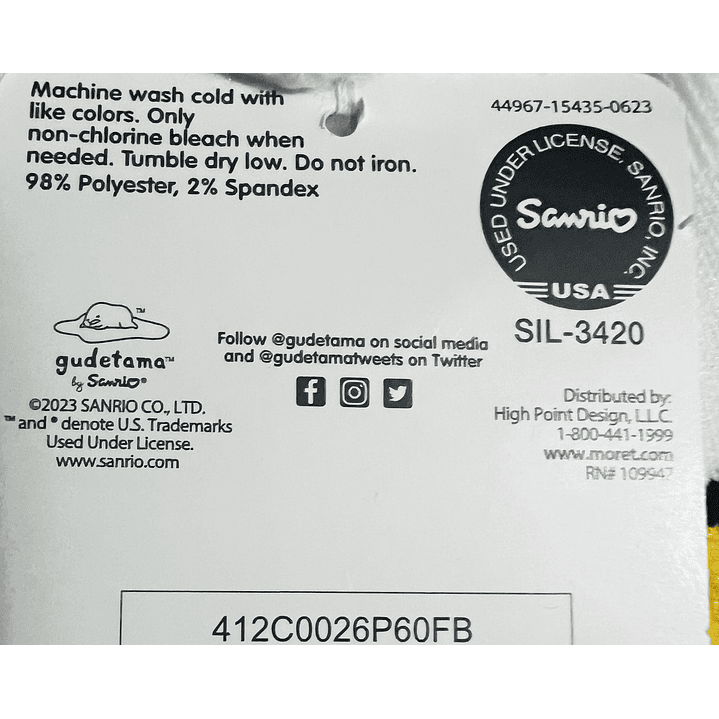 Machine wash cold with
like colors. Only
non-chlorine bleach when
needed. Tumble dry low. Do not iron.
98% Polyester, 2% Spandex
44967-15435-0623
USED UNDER LICENSE, SANRIO, INC.
Sanrio
USA
SIL-3420
gudetama™
by Sanrio®
©2023 SANRIO CO., LTD.
™ and ® denote U.S. Trademarks
Used Under License.
www.sanrio.com
Follow @gudetama on social media
and @gudetamatweets on Twitter
Distributed by:
High Point Design, LLC.
1-800-441-1999
www.moret.com
RN# 109947
412C0026P60FB